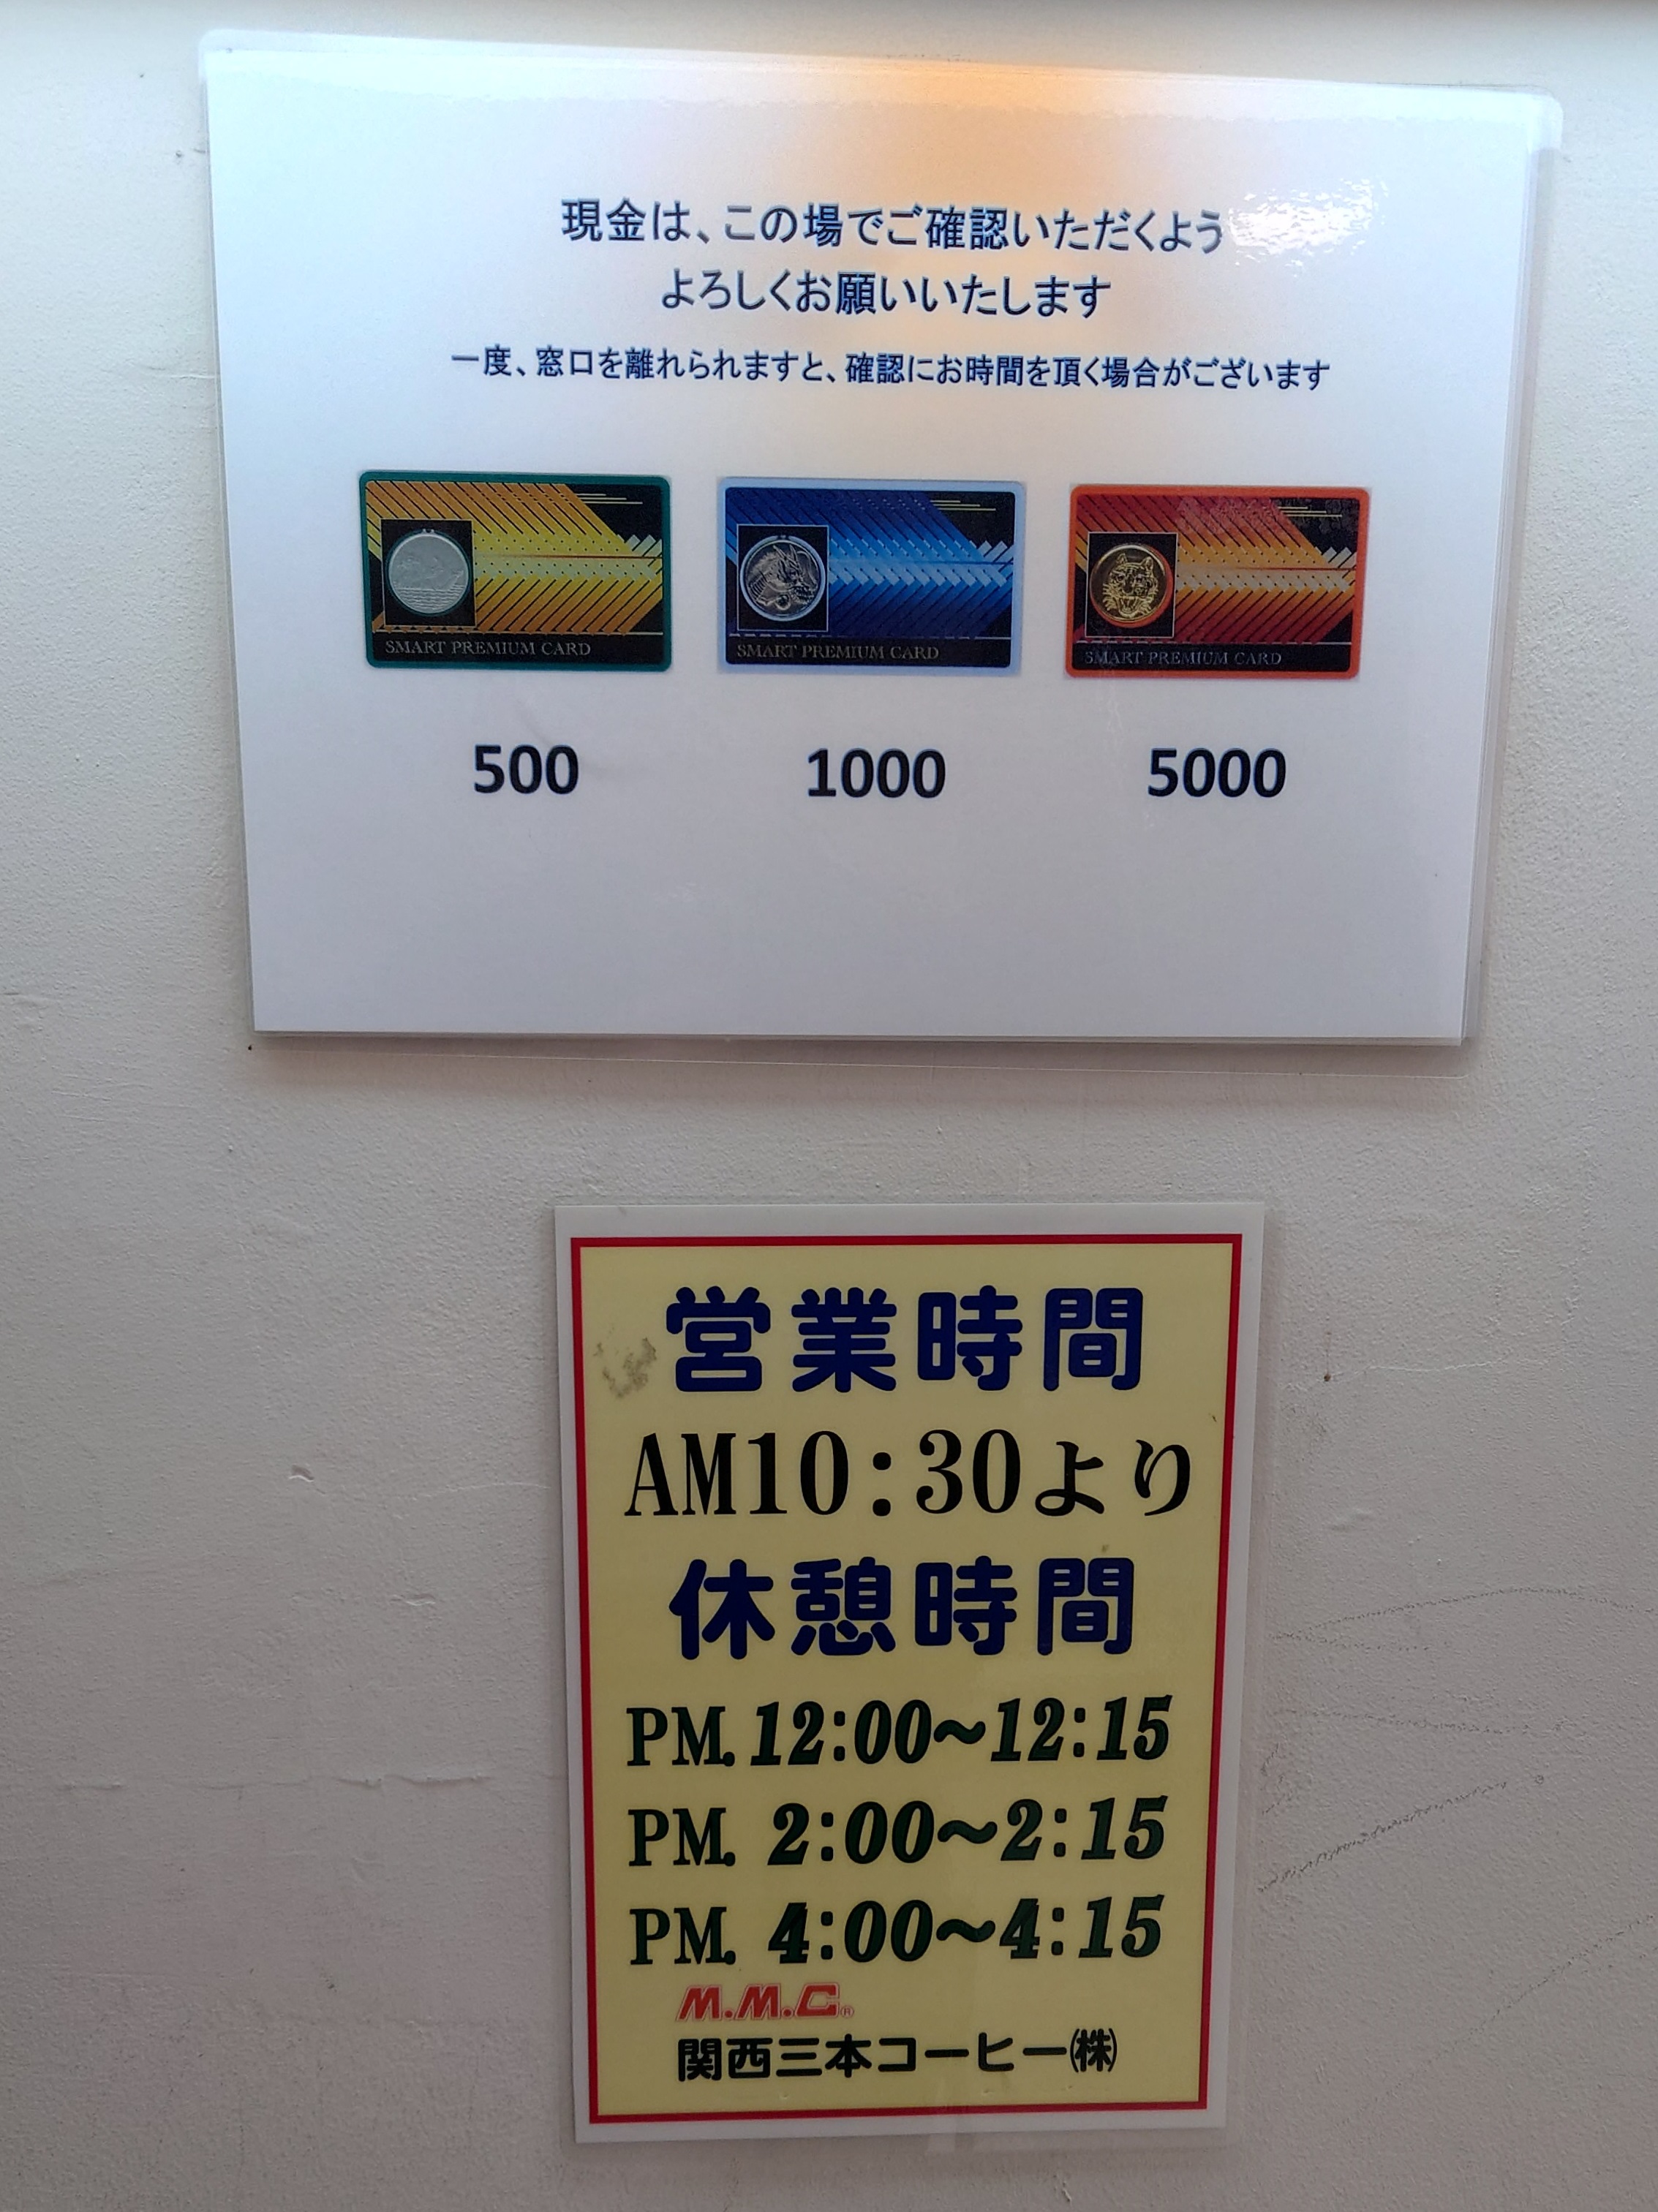 現金は、この場でご確認いただくよう
よろしくお願いいたします
一度、窓口を離れられますと、確認にお時間を頂く場合がございます
SMART PREMIUM CARD
SMART PREMIUM CARD
SMART PREMIUM CARD
500
1000
5000
営業時間
AM10:30より
休憩時間
PM.12:00~12:15
PM. 2:00~2:15
PM. 4:00~4:15
M.M.C.®
関西三本コーヒー㈱